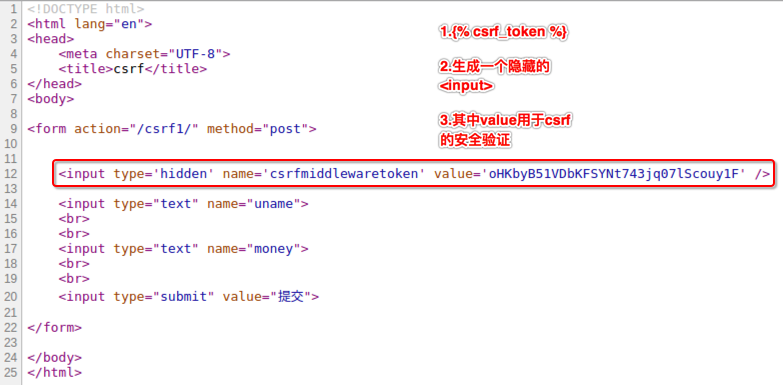 1 <!DOCTYPE html>
2 <html lang="en">
3 <head>
4     <meta charset="UTF-8">
5     <title>csrf</title>
6 </head>
7 <body>
8
9 <form action="/csrf1/" method="post">
10
11
12     <input type='hidden' name='csrfmiddlewaretoken' value='oHKbyB51VDbKFSYNt743jq07lScouy1F' />
13
14     <input type="text" name="uname">
15     <br>
16     <br>
17     <input type="text" name="money">
18     <br>
19     <br>
20     <input type="submit" value="提交">
21
22 </form>
23
24 </body>
25 </html>
1.{% csrf_token %}
2.生成一个隐藏的
<input>
3.其中value用于csrf
的安全验证